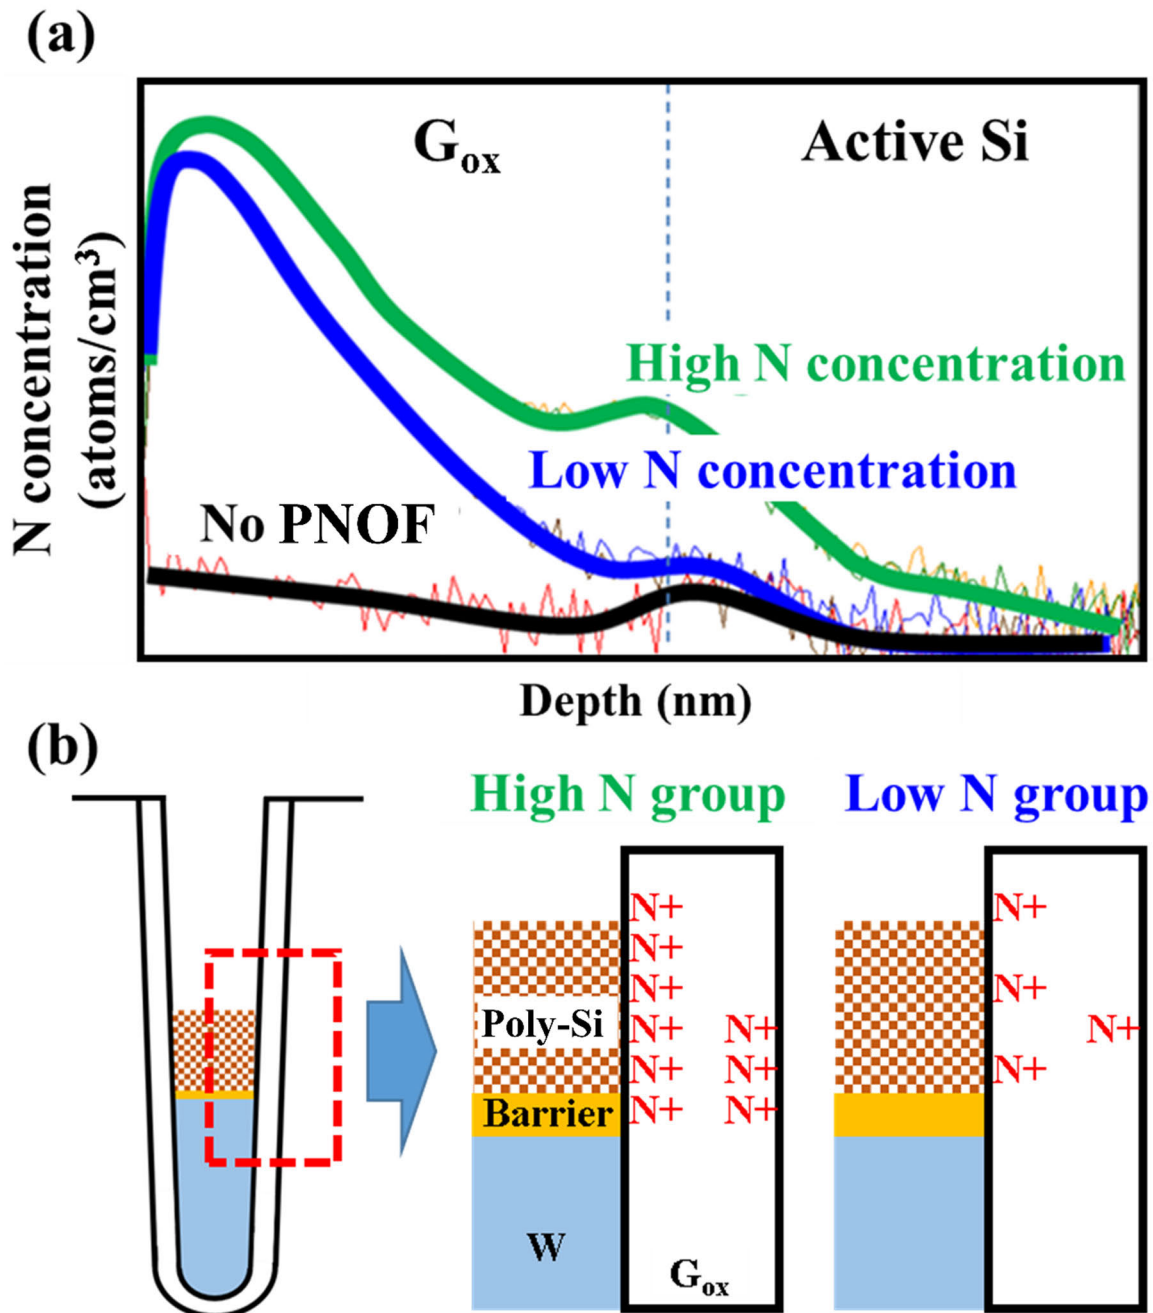 (a)
N concentration
(atoms/cm³)
Gₒₓ
Active Si
High N concentration
Low N concentration
No PNOF
Depth (nm)
(b)
High N group
Low N group
N+
N+
N+
N+
N+
N+
N+
N+
N+
N+
N+
N+
N+
Poly-Si
Barrier
W
Gₒₓ